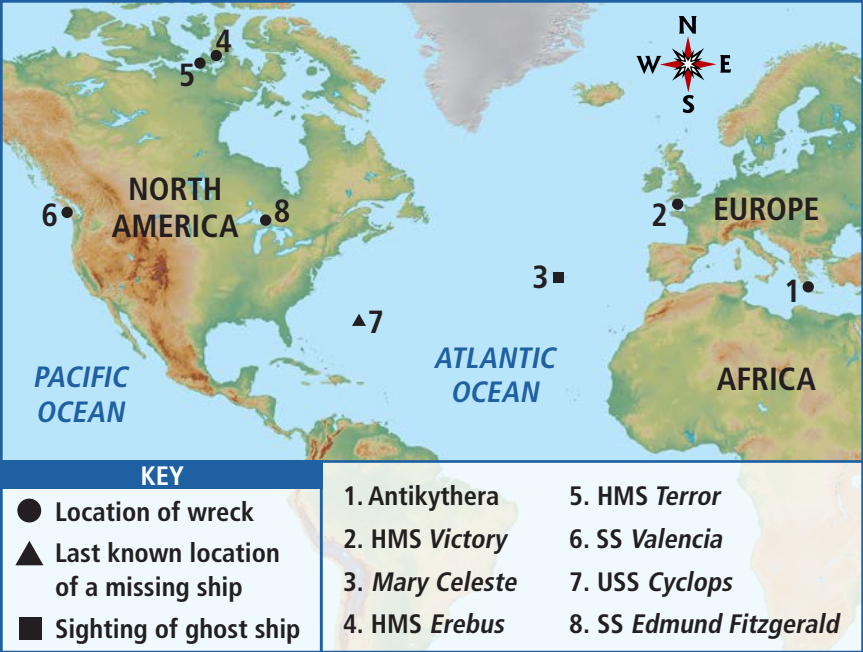 N
W E
S
4
5
NORTH
AMERICA
6
8
2
EUROPE
3
1
7
PACIFIC
OCEAN
ATLANTIC
OCEAN
AFRICA
KEY
Location of wreck
Last known location
of a missing ship
Sighting of ghost ship
1. Antikythera
2. HMS Victory
3. Mary Celeste
4. HMS Erebus
5. HMS Terror
6. SS Valencia
7. USS Cyclops
8. SS Edmund Fitzgerald